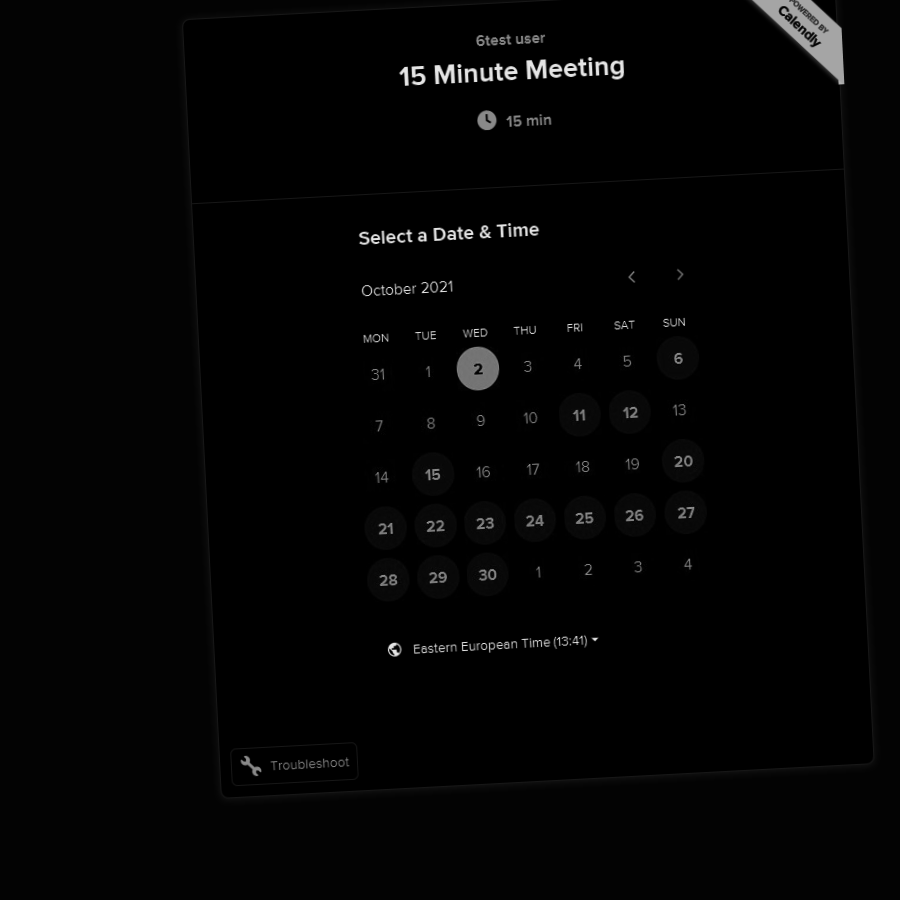 POWERED BY
Calendly
6test user
15 Minute Meeting
15 min
Select a Date & Time
October 2021
MON TUE WED THU FRI SAT SUN
31 1 2 3 4 5 6
7 8 9 10 11 12 13
14 15 16 17 18 19 20
21 22 23 24 25 26 27
28 29 30 1 2 3 4
Eastern European Time (13:41)
Troubleshoot